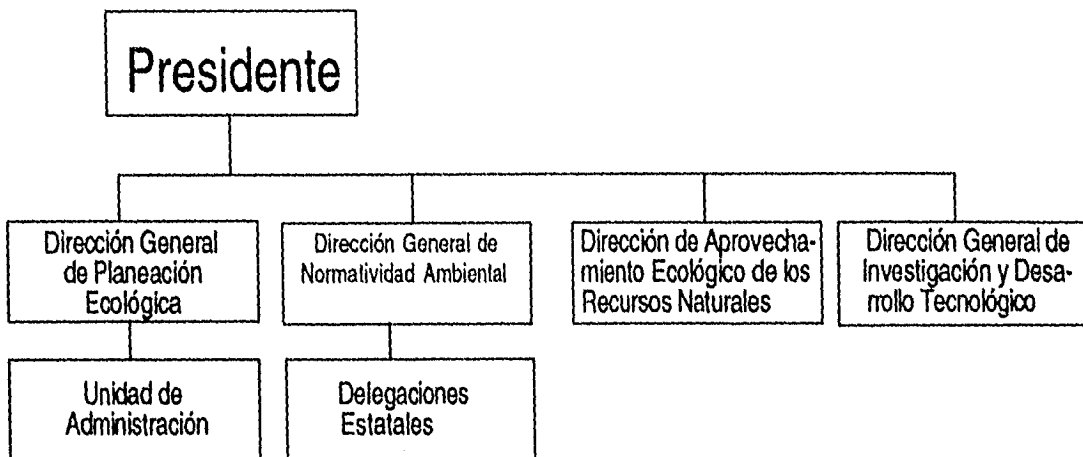 Presidente
Dirección General
de Planeación
Ecológica
Dirección General de
Normatividad Ambiental
Dirección de Aprovecha-
miento Ecológico de los
Recursos Naturales
Dirección General de
Investigación y Desa-
rrollo Tecnológico
Unidad de
Administración
Delegaciones
Estatales